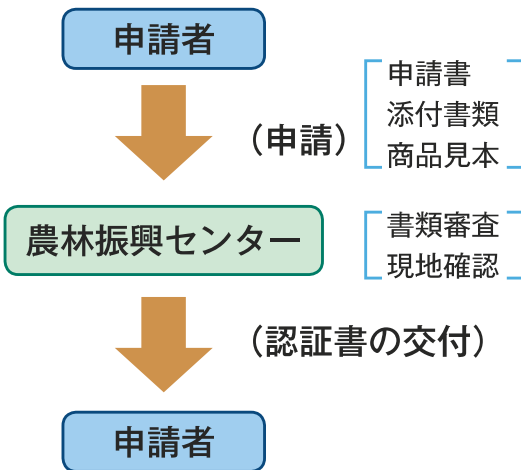 申請者
（申請）
申請書
添付書類
商品見本
農林振興センター
書類審査
現地確認
（認証書の交付）
申請者